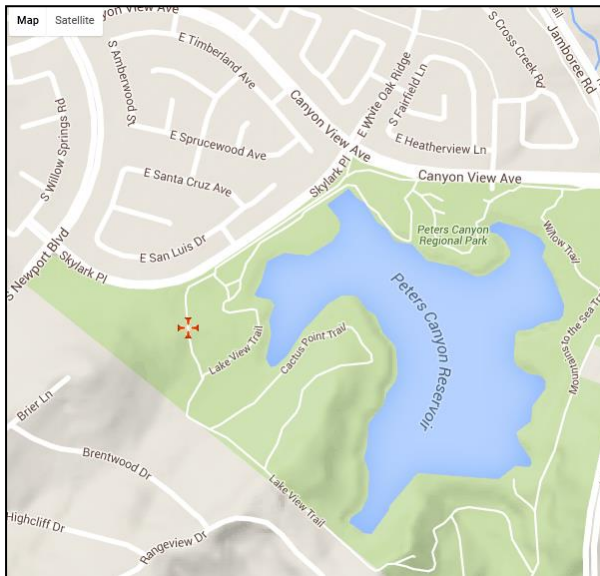 Map Satellite
Canyon View Ave
E Timberland Ave
S Amberwood St
S Cross Creek Rd
Jamboree Rd
S Willow Springs Rd
E Sprucewood Ave
Canyon View Ave
E White Oak Ridge
S Fairfield Ln
E Heatherview Ln
E Santa Cruz Ave
Skylark Pl
Canyon View Ave
S Newport Blvd
Skylark Pl
E San Luis Dr
Peters Canyon
Regional Park
Willow Trail
Peters Canyon Reservoir
Mountains to the Sea Tra
Lake View Trail
Cactus Point Trail
Brier Ln
Brentwood Dr
Lake View Trail
Highcliff Dr
Rangeview Dr